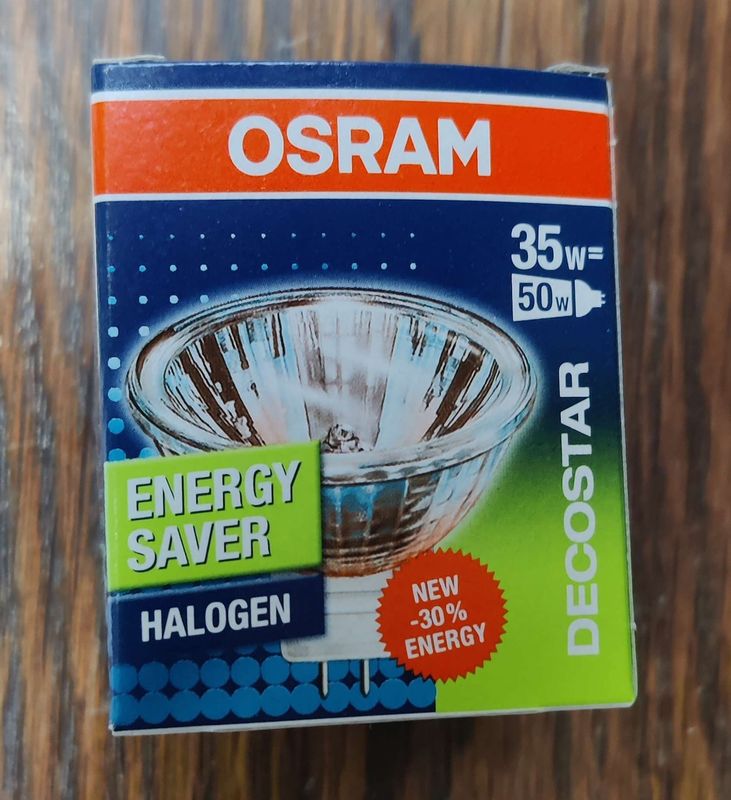 OSRAM
35W=
50W
DECOSTAR
ENERGY
SAVER
HALOGEN
NEW
-30%
ENERGY